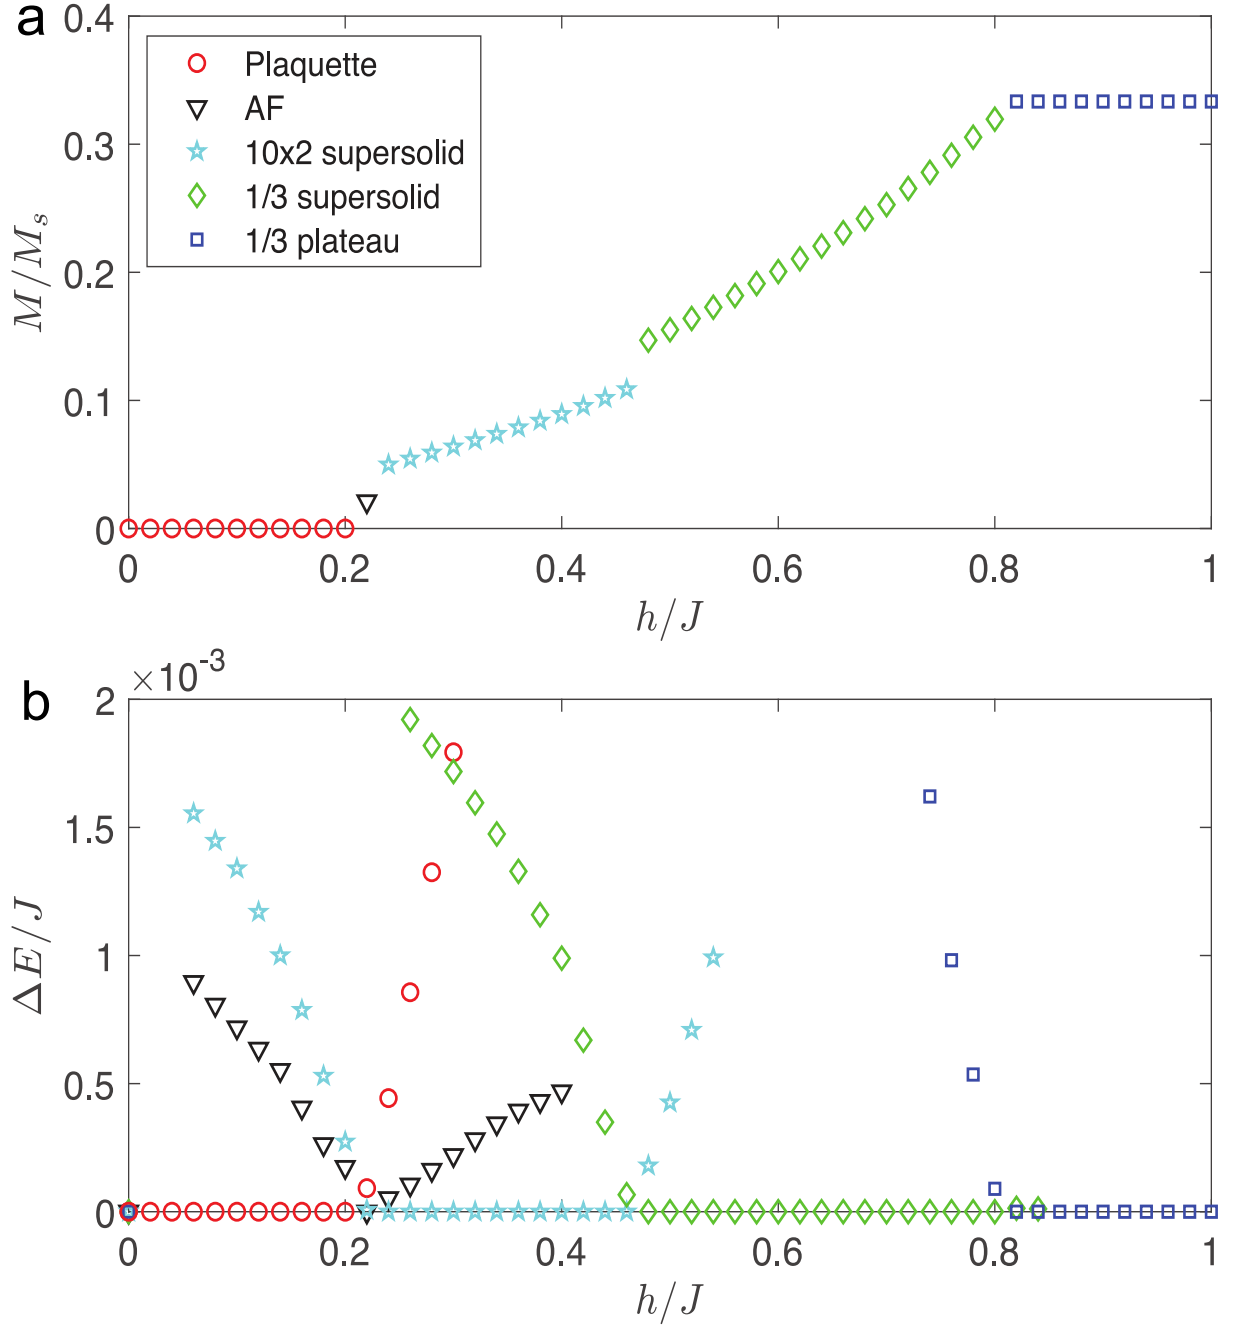 a
0.4
0.3
0.2
0.1
0
M/M_s
Plaquette
AF
10x2 supersolid
1/3 supersolid
1/3 plateau
0 0.2 0.4 0.6 0.8 1
h/J
b
×10⁻³
2
1.5
1
0.5
0
ΔE/J
0 0.2 0.4 0.6 0.8 1
h/J